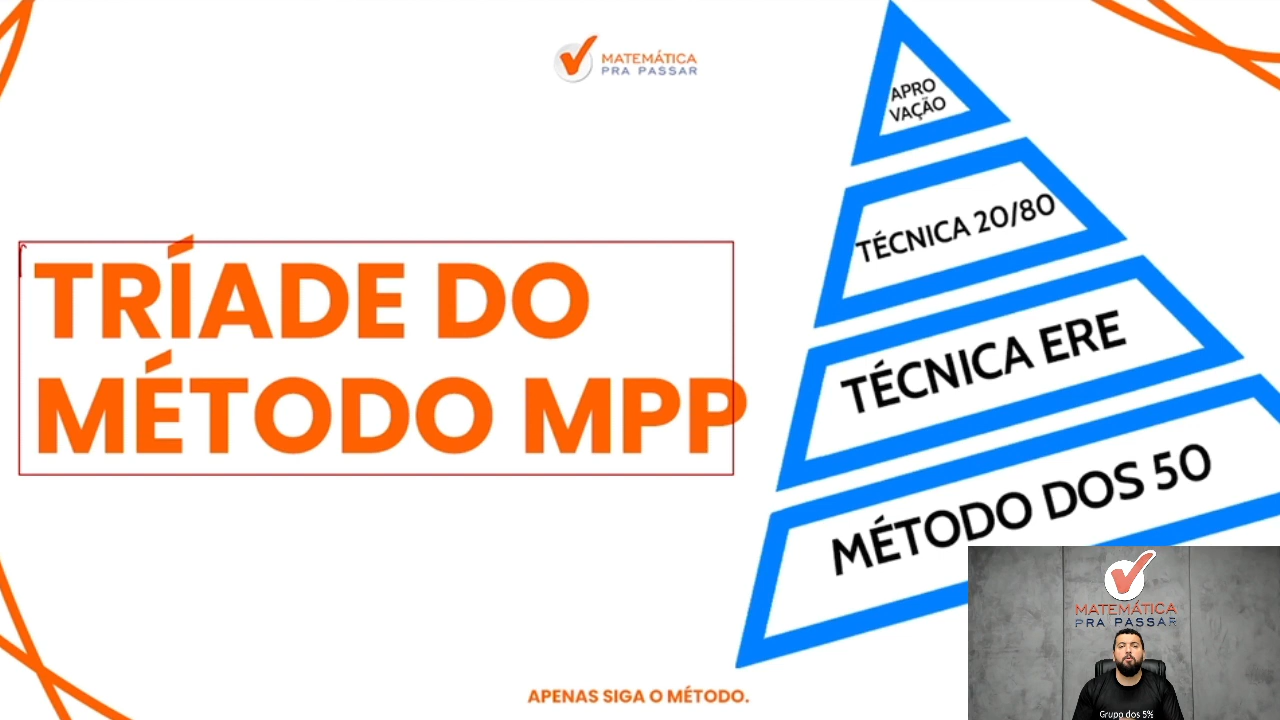 MATEMÁTICA
PRA PASSAR
APRO
VAÇÃO
TÉCNICA 20/80
TRÍADE DO
MÉTODO MPP
TÉCNICA ERE
MÉTODO DOS 50
MATEMÁTICA
PRA PASSAR
Grupo dos 5%
APENAS SIGA O MÉTODO.